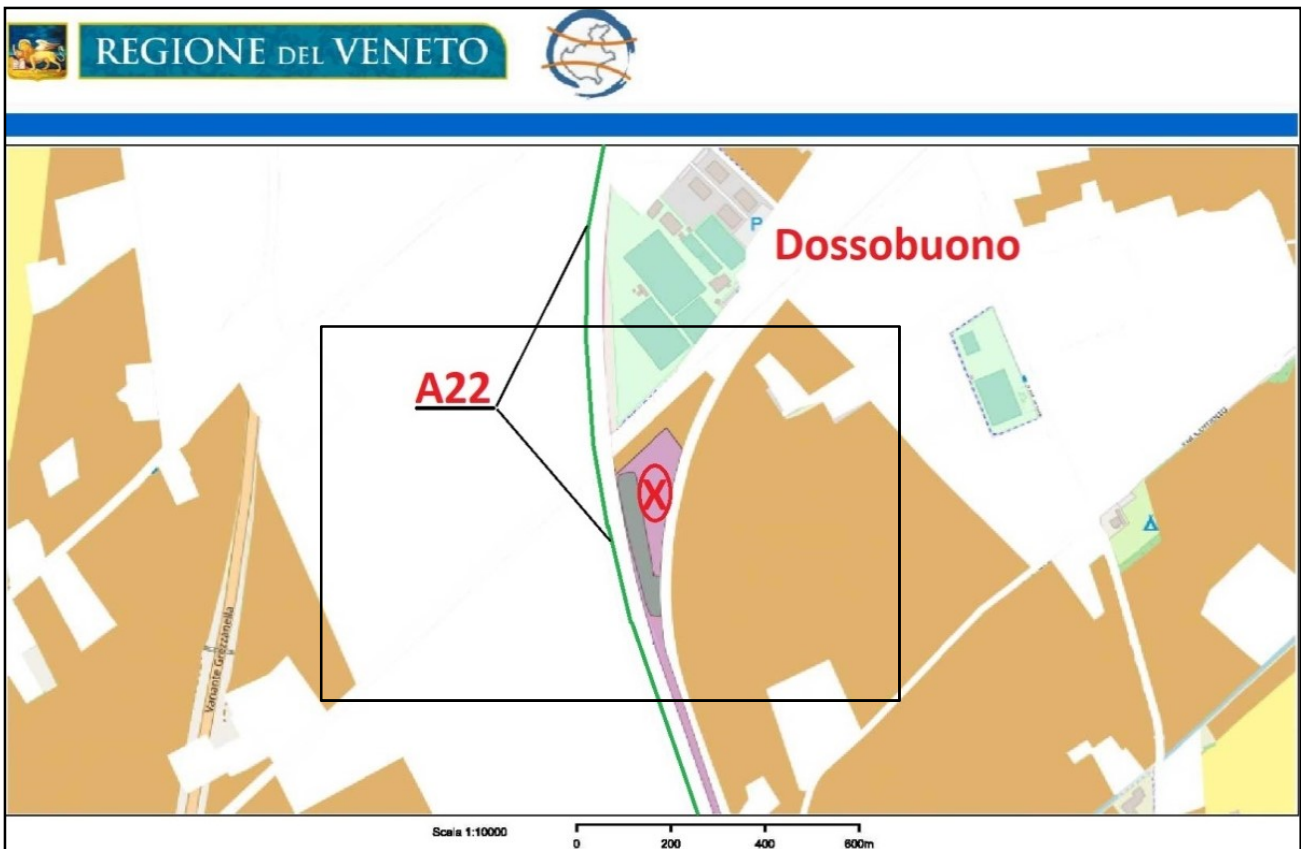 REGIONE DEL VENETO
P
Dossobuono
A22
X
Variante Grezzanella
Scala 1:10000
0 200 400 600m